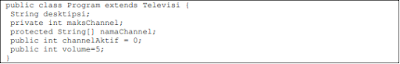 public class Program extends Televisi {
String desktipsi;
private int maksChannel;
protected String[] namaChannel;
public int channelAktif = 0;
public int volume=5;
}